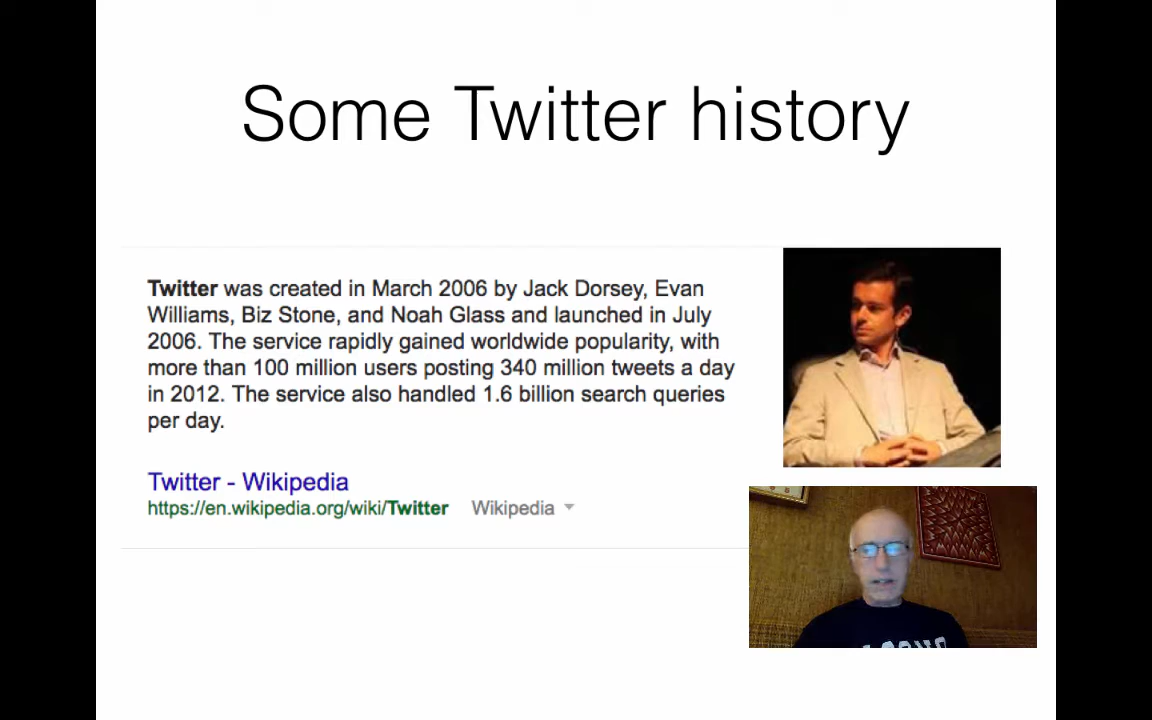 Some Twitter history
Twitter was created in March 2006 by Jack Dorsey, Evan
Williams, Biz Stone, and Noah Glass and launched in July
2006. The service rapidly gained worldwide popularity, with
more than 100 million users posting 340 million tweets a day
in 2012. The service also handled 1.6 billion search queries
per day.
Twitter - Wikipedia
https://en.wikipedia.org/wiki/Twitter Wikipedia